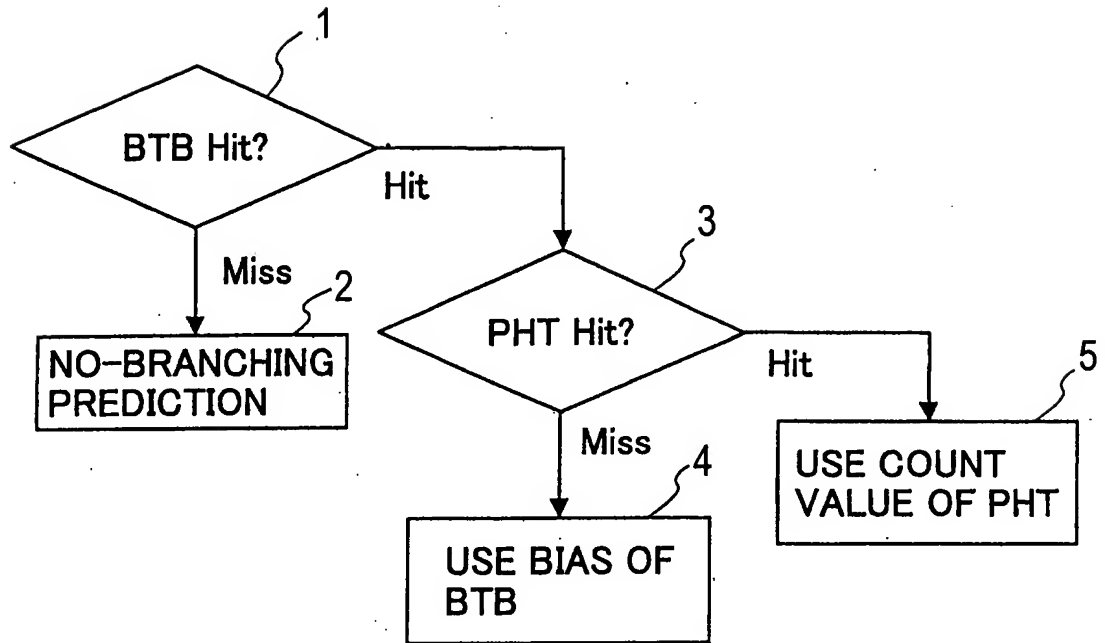 1
BTB Hit?
Hit
Miss
2
NO-BRANCHING
PREDICTION
3
PHT Hit?
Hit
Miss
4
USE BIAS OF
BTB
5
USE COUNT
VALUE OF PHT